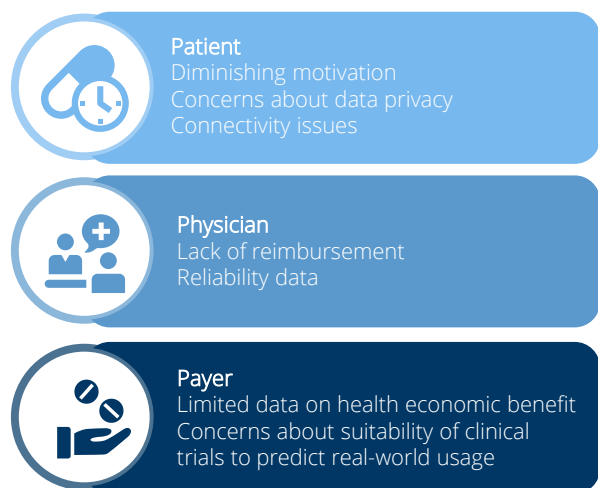 Patient
Diminishing motivation
Concerns about data privacy
Connectivity issues
Physician
Lack of reimbursement
Reliability data
Payer
Limited data on health economic benefit
Concerns about suitability of clinical
trials to predict real-world usage